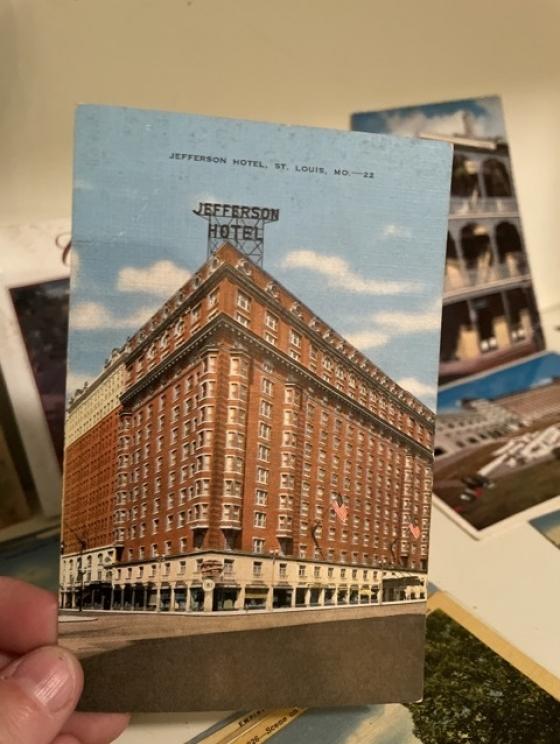 JEFFERSON HOTEL, ST. LOUIS, MO.—22
JEFFERSON
HOTEL